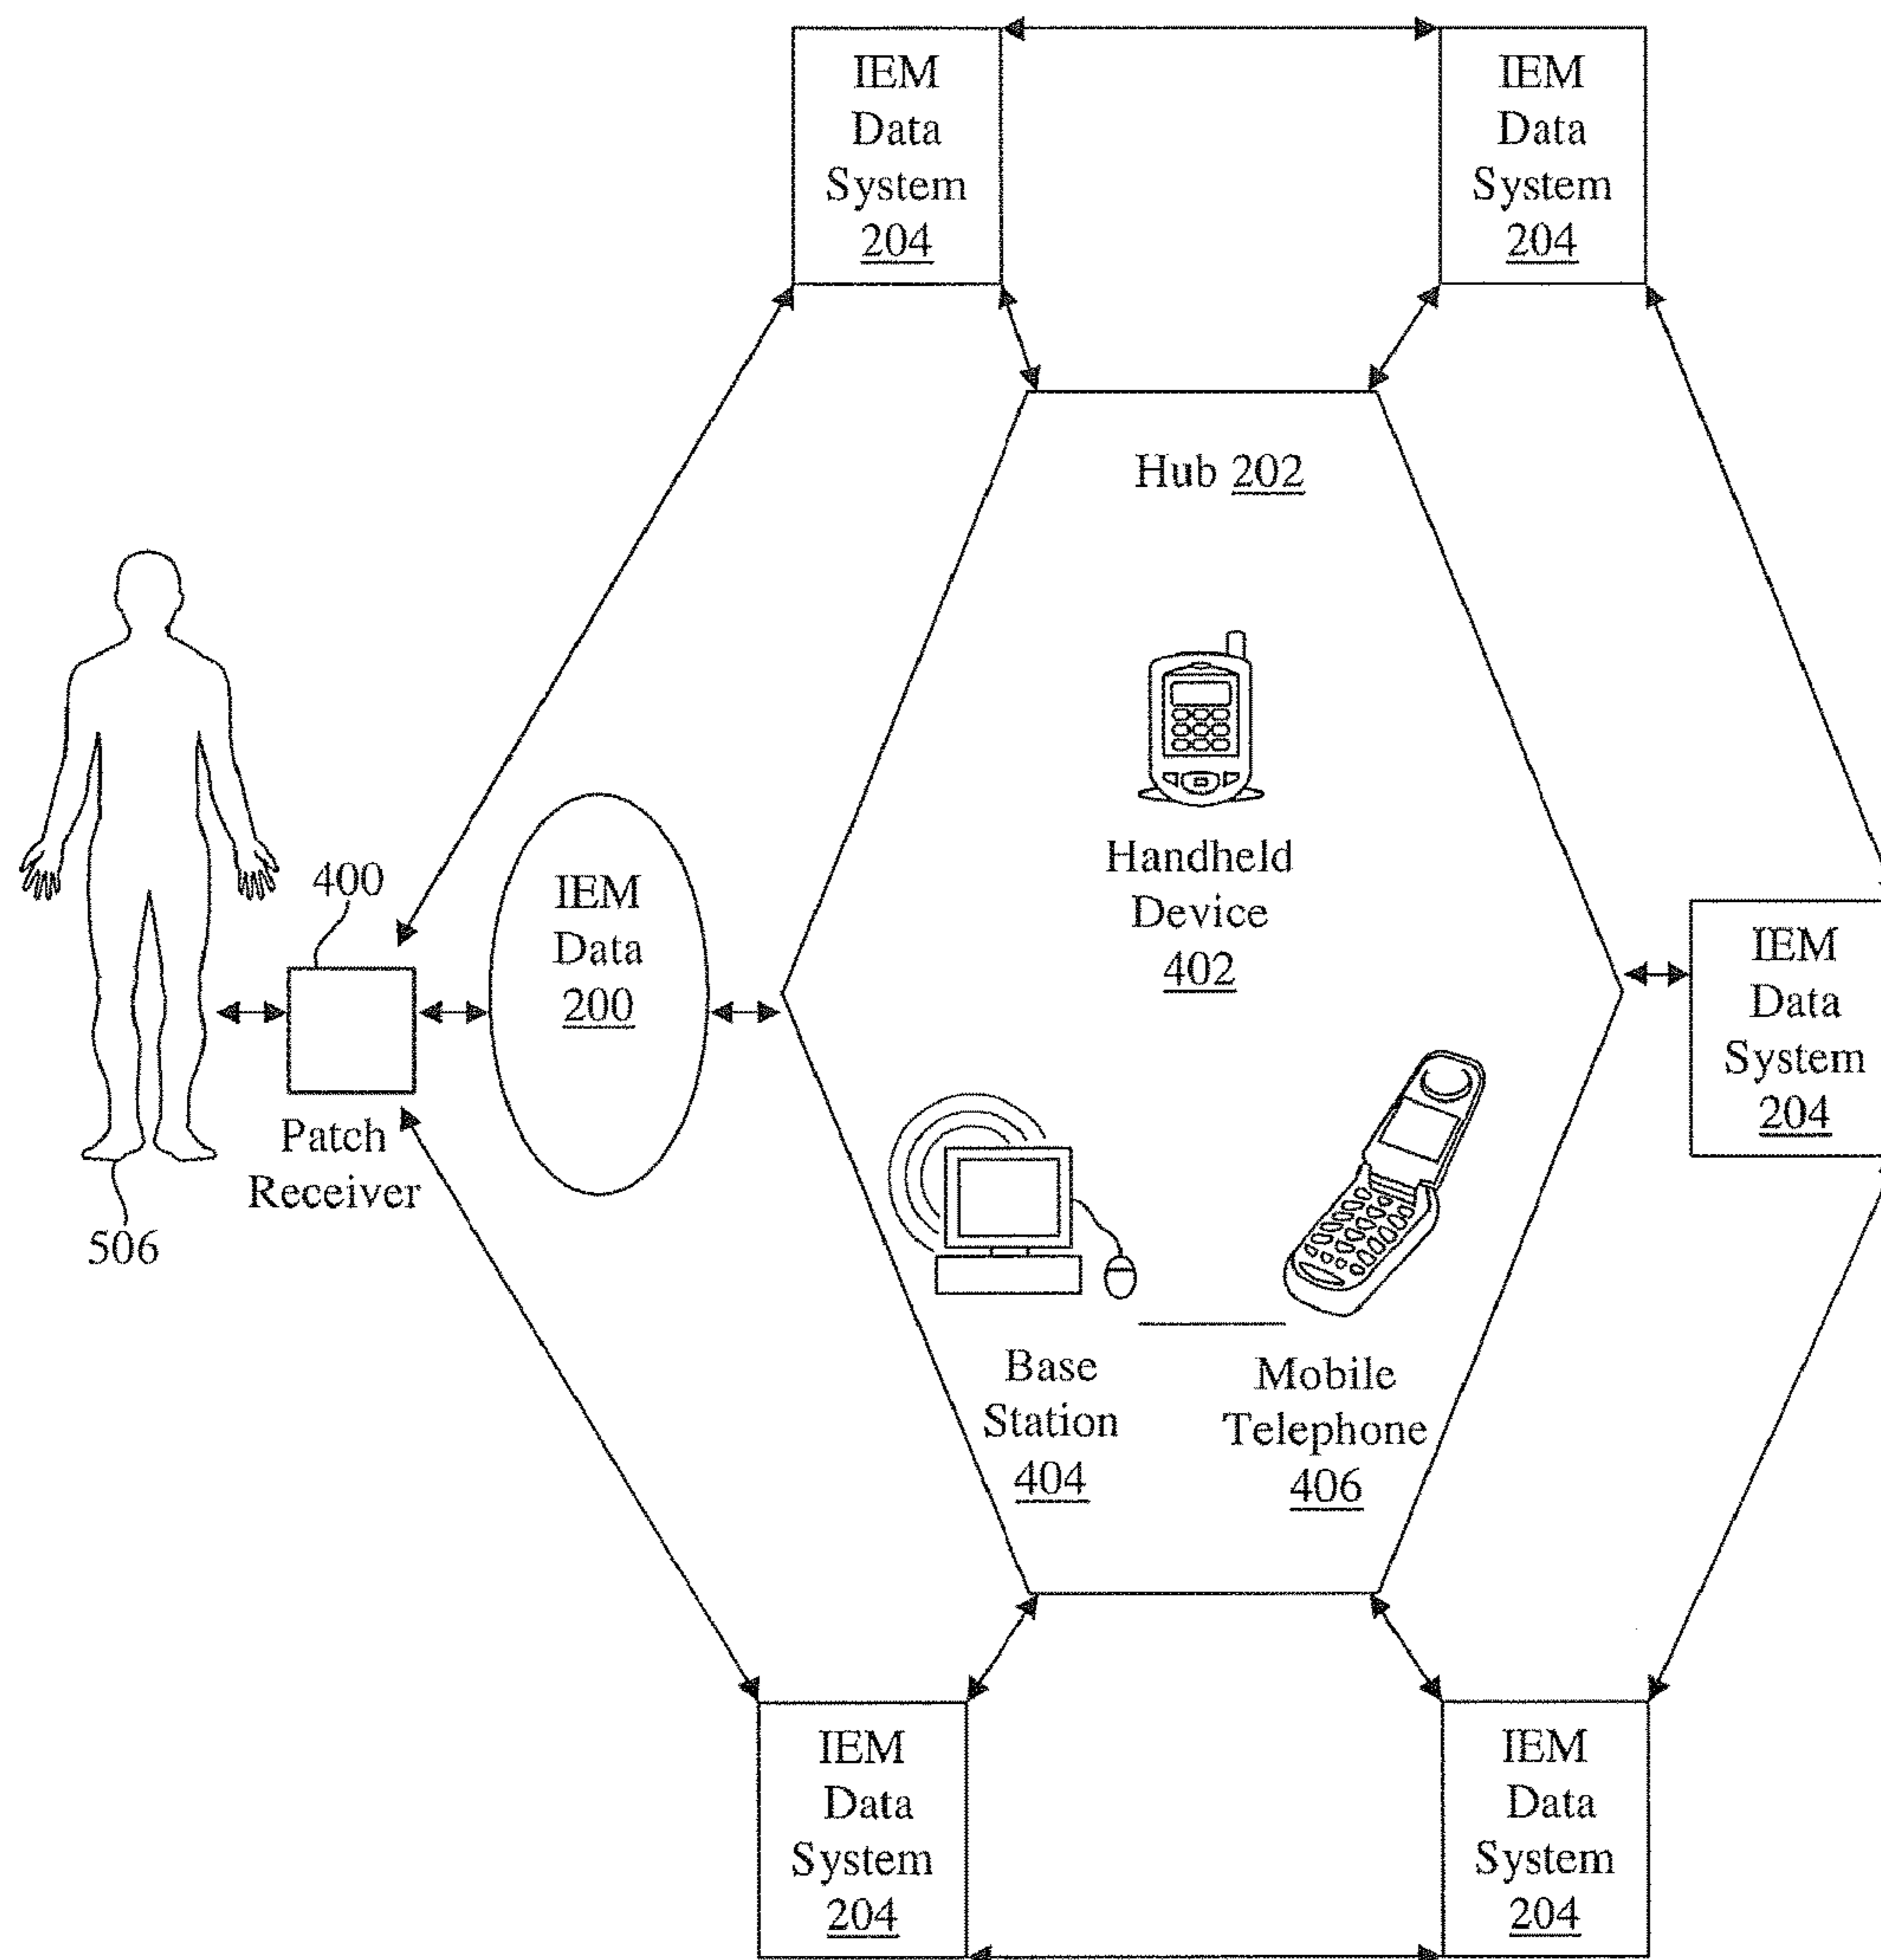 IEM
Data
System
204
IEM
Data
System
204
Hub 202
Handheld
Device
402
400
IEM
Data
200
IEM
Data
System
204
Patch
Receiver
506
Base
Station
404
Mobile
Telephone
406
IEM
Data
System
204
IEM
Data
System
204